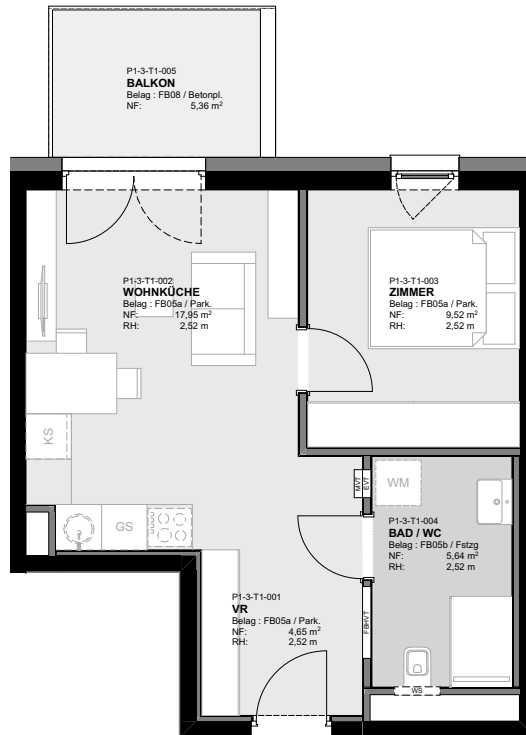 P1-3-T1-005
BALKON
Belag : FB08 / Betonpl.
NF: 5,36 m²
P1-3-T1-002
WOHNKÜCHE
Belag : FB05a / Park.
NF: 17,95 m²
RH: 2,52 m
P1-3-T1-003
ZIMMER
Belag : FB05a / Park.
NF: 9,52 m²
RH: 2,52 m
KS
GS
MVT
EVT
WM
P1-3-T1-004
BAD / WC
Belag : FB05b / Fstzg
NF: 5,64 m²
RH: 2,52 m
P1-3-T1-001
VR
Belag : FB05a / Park.
NF: 4,65 m²
RH: 2,52 m
FBHVT
WS